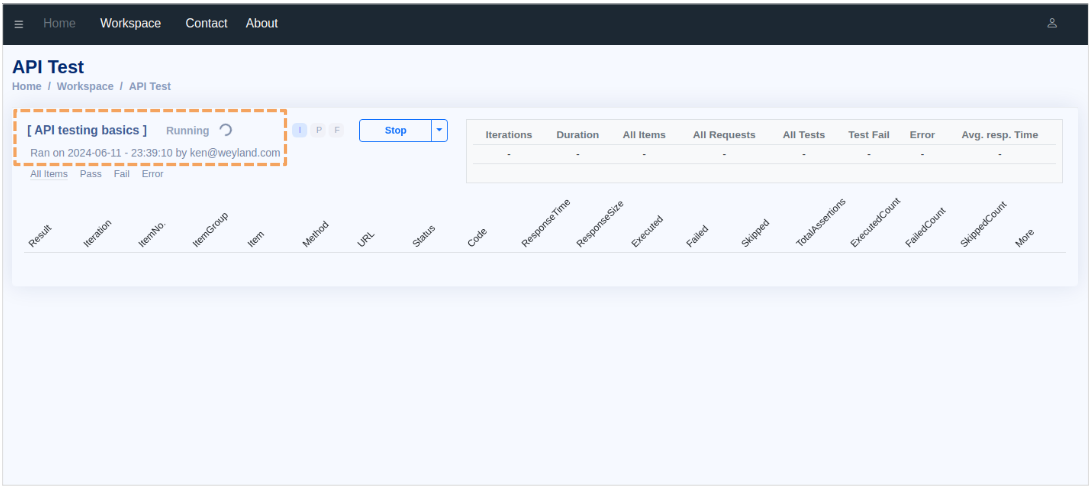 ≡ Home Workspace Contact About
API Test
Home / Workspace / API Test
[ API testing basics ] Running I P F Stop
Ran on 2024-06-11 - 23:39:10 by ken@weyland.com
All Items Pass Fail Error
Iterations Duration All Items All Requests All Tests Test Fail Error Avg. resp. Time
- - - - - - - -
Result Iteration ItemNo. ItemGroup Item Method URL Status Code ResponseTime ResponseSize Executed Failed Skipped TotalAssertions ExecutedCount FailedCount SkippedCount More